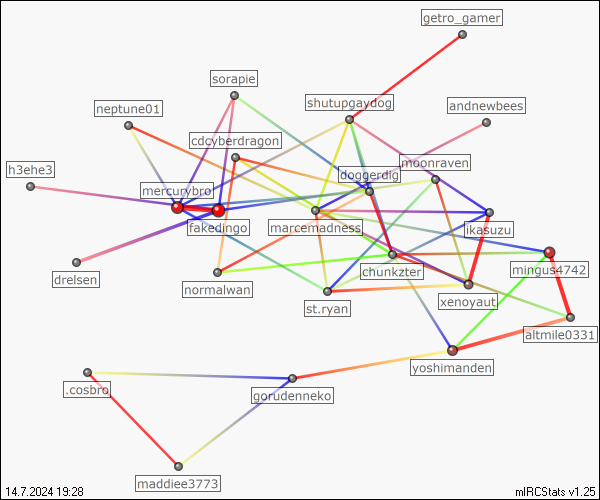 getro_gamer
sorapie
shutupgaydog
neptune01
andnewbees
cdcyberdragon
moonraven
h3ehe3
doggerdig
mercurybro
fakedingo
marcemadness
ikasuzu
drelsen
chunkzter
mingus4742
normalwan
xenoyaut
st.ryan
altmile0331
yoshimanden
.cosbro
gorudenneko
maddiee3773
14.7.2024 19:28
mIRCStats v1.25